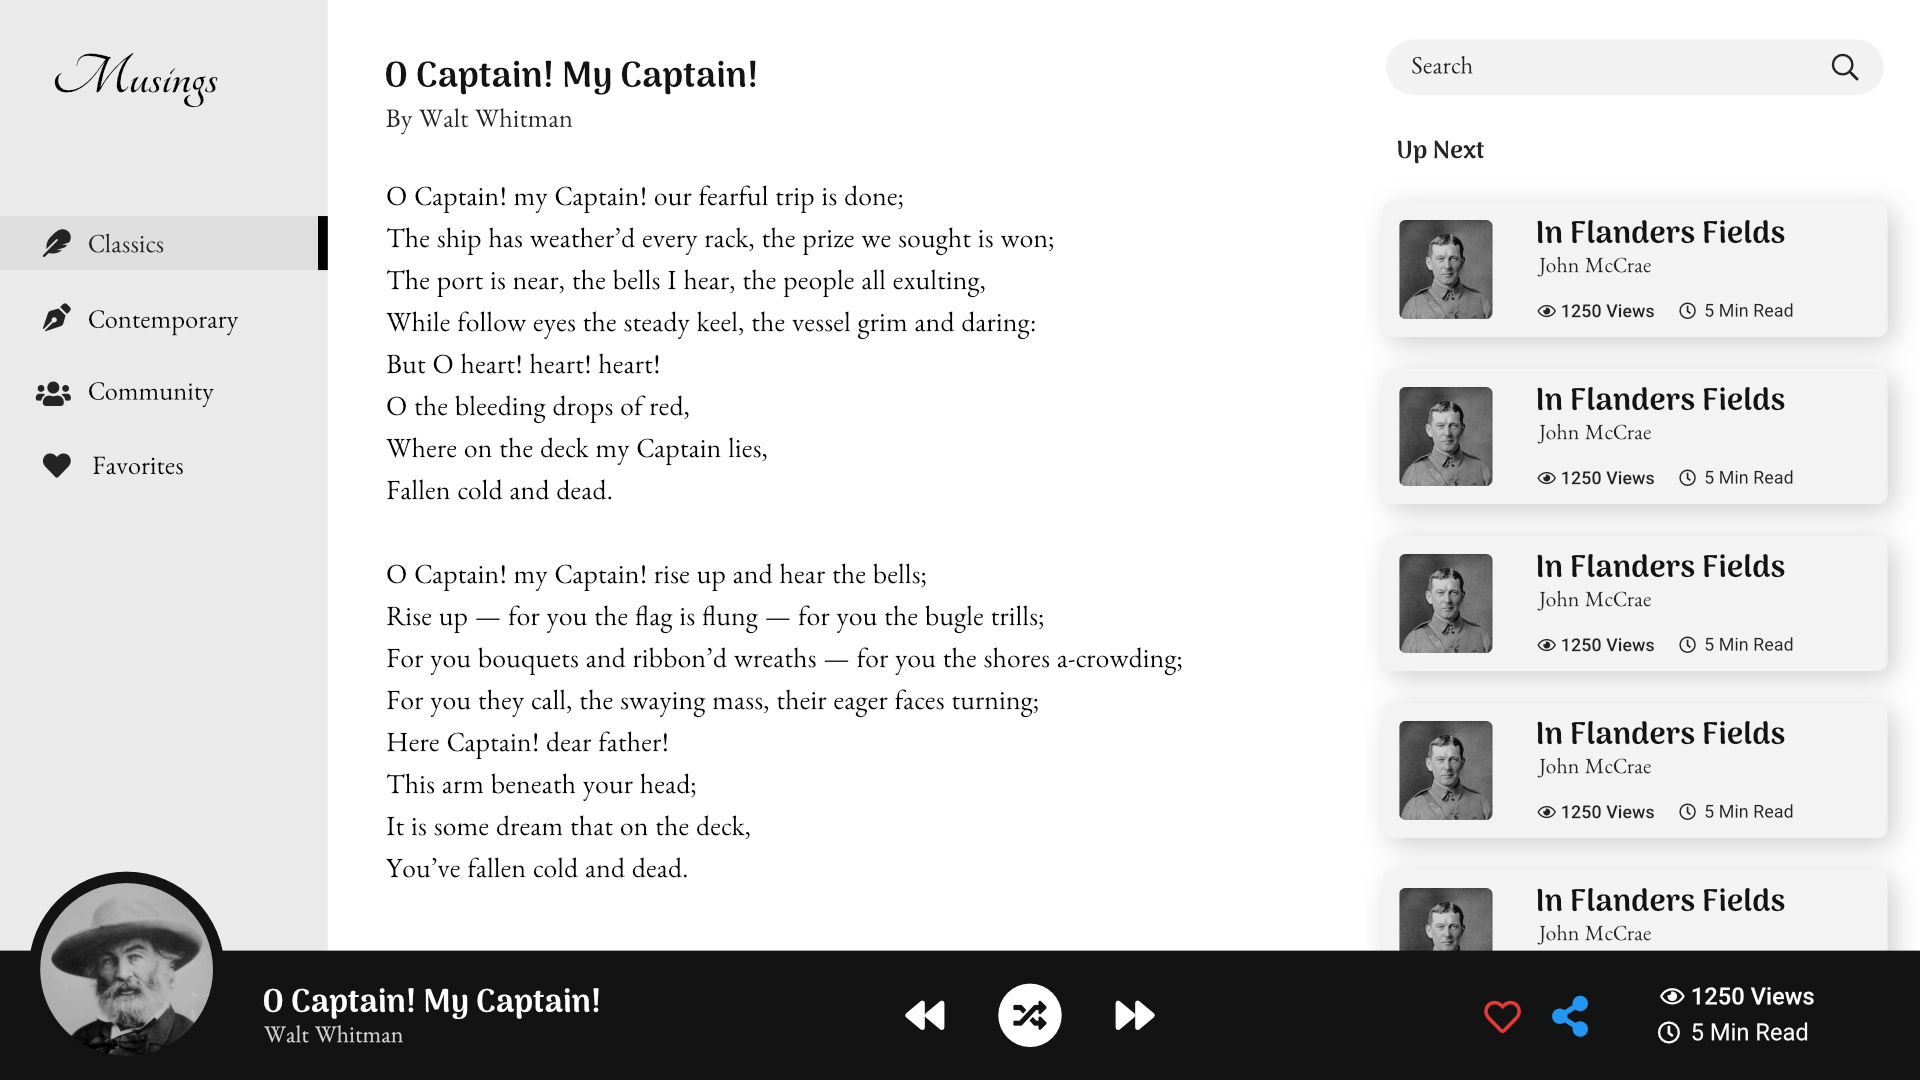 Musings
Classics
Contemporary
Community
Favorites
O Captain! My Captain!
By Walt Whitman
O Captain! my Captain! our fearful trip is done;
The ship has weather’d every rack, the prize we sought is won;
The port is near, the bells I hear, the people all exulting,
While follow eyes the steady keel, the vessel grim and daring:
But O heart! heart! heart!
O the bleeding drops of red,
Where on the deck my Captain lies,
Fallen cold and dead.
O Captain! my Captain! rise up and hear the bells;
Rise up — for you the flag is flung — for you the bugle trills;
For you bouquets and ribbon’d wreaths — for you the shores a-crowding;
For you they call, the swaying mass, their eager faces turning;
Here Captain! dear father!
This arm beneath your head;
It is some dream that on the deck,
You’ve fallen cold and dead.
Search
Up Next
In Flanders Fields
John McCrae
1250 Views 5 Min Read
In Flanders Fields
John McCrae
1250 Views 5 Min Read
In Flanders Fields
John McCrae
1250 Views 5 Min Read
In Flanders Fields
John McCrae
1250 Views 5 Min Read
In Flanders Fields
John McCrae
O Captain! My Captain!
Walt Whitman
1250 Views
5 Min Read